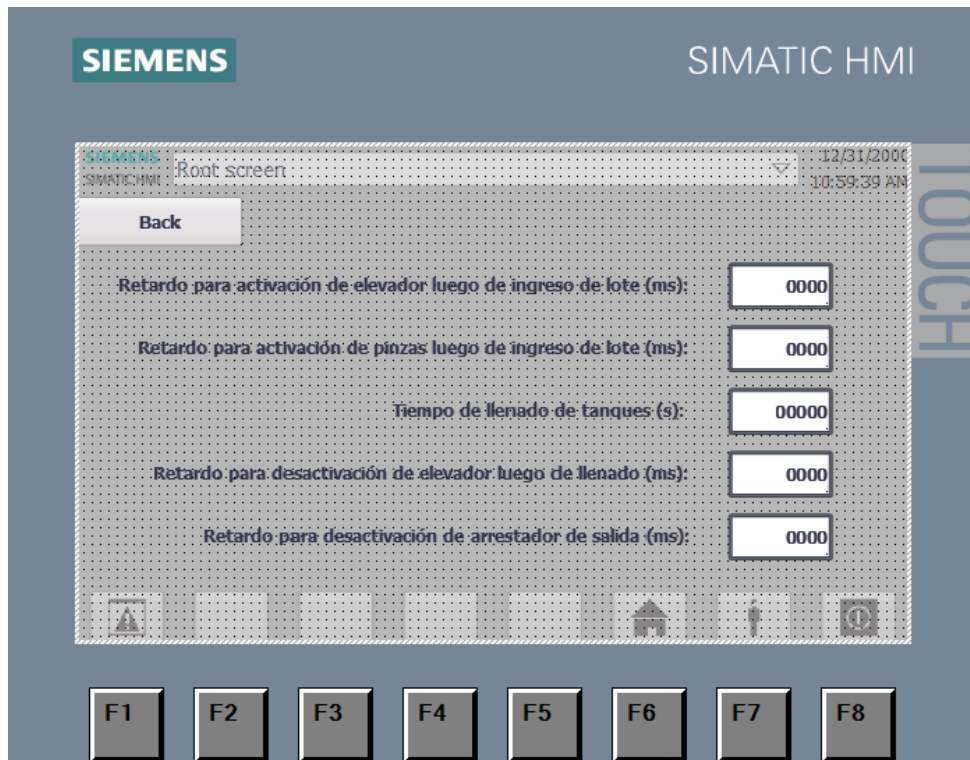 SIEMENS
SIMATIC HMI
TOUCH
SIEMENS
SIMATIC HMI
Root screen
12/31/2000
10:59:39 AM
Back
Retardo para activación de elevador luego de ingreso de lote (ms):
0000
Retardo para activación de pinzas luego de ingreso de lote (ms):
0000
Tiempo de llenado de tanques (s):
00000
Retardo para desactivación de elevador luego de llenado (ms):
0000
Retardo para desactivación de arrestador de salida (ms):
0000
F1 F2 F3 F4 F5 F6 F7 F8